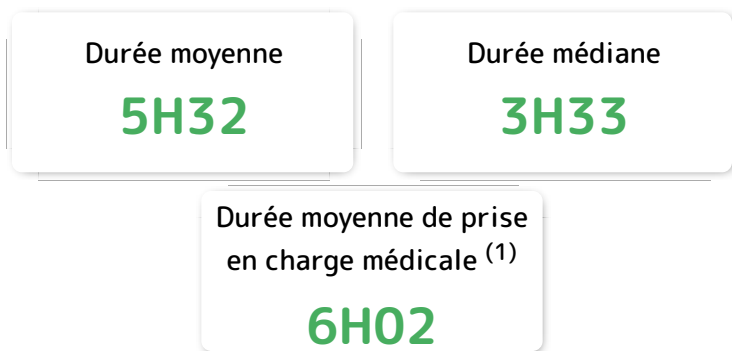 Durée moyenne
5H32
Durée médiane
3H33
Durée moyenne de prise
en charge médicale (1)
6H02